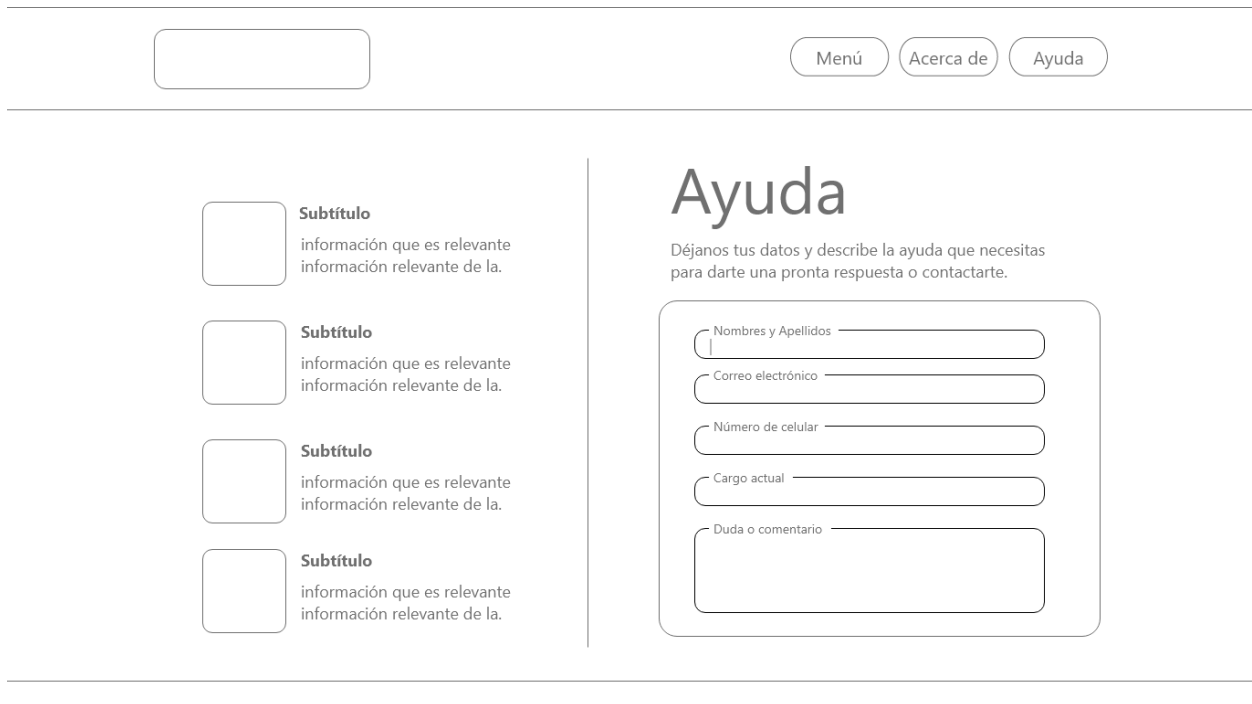 Menú
Acerca de
Ayuda
Subtítulo
información que es relevante
información relevante de la.
Subtítulo
información que es relevante
información relevante de la.
Subtítulo
información que es relevante
información relevante de la.
Subtítulo
información que es relevante
información relevante de la.
Ayuda
Déjanos tus datos y describe la ayuda que necesitas
para darte una pronta respuesta o contactarte.
Nombres y Apellidos
Correo electrónico
Número de celular
Cargo actual
Duda o comentario